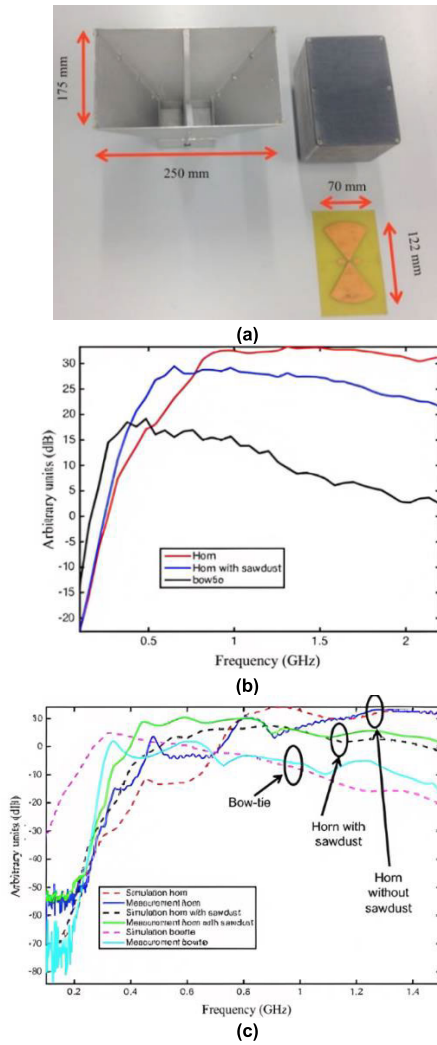 175 mm
250 mm
70 mm
122 mm
(a)
Arbitrary units (dB)
30
25
20
15
10
5
0
-5
-10
-15
-20
Horn
Horn with sawdust
bowtie
0.5
1
1.5
2
Frequency (GHz)
(b)
Arbitrary units (dB)
10
0
-10
-20
-30
-40
-50
-60
-70
-80
Bow-tie
Horn with
sawdust
Horn
without
sawdust
Simulation horn
Measurement horn
Simulation horn with sawdust
Measurement horn with sawdust
Simulation bowtie
Measurement bowtie
0.2
0.4
0.6
0.8
1
1.2
1.4
Frequency (GHz)
(c)